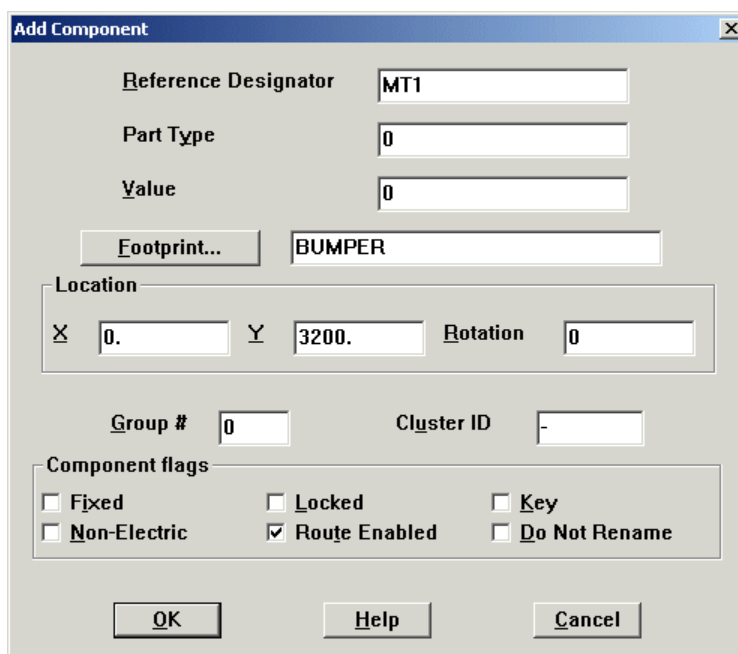 Add Component
Reference Designator MT1
Part Type 0
Value 0
Footprint... BUMPER
Location
X 0. Y 3200. Rotation 0
Group # 0 Cluster ID -
Component flags
Fixed Locked Key
Non-Electric Route Enabled Do Not Rename
OK Help Cancel